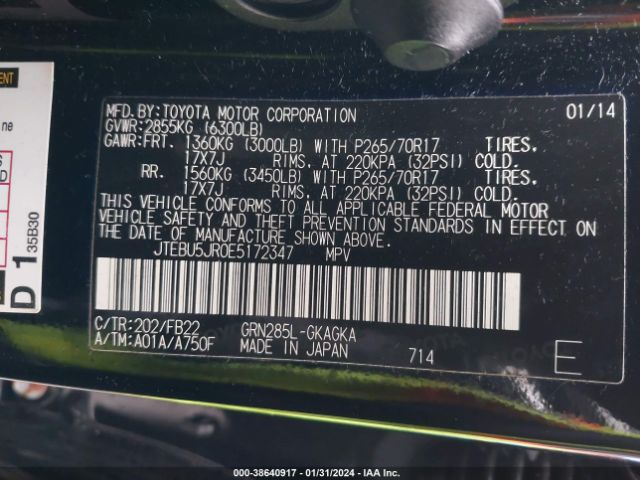 MFD.BY:TOYOTA MOTOR CORPORATION 01/14
GVWR:2855KG (6300LB)
GAWR:FRT. 1360KG (3000LB) WITH P265/70R17 TIRES,
17X7J RIMS, AT 220KPA (32PSI) COLD.
RR. 1560KG (3450LB) WITH P265/70R17 TIRES,
17X7J RIMS, AT 220KPA (32PSI) COLD.
THIS VEHICLE CONFORMS TO ALL APPLICABLE FEDERAL MOTOR
VEHICLE SAFETY AND THEFT PREVENTION STANDARDS IN EFFECT ON
THE DATE OF MANUFACTURE SHOWN ABOVE.
JTEBU5JR0E5172347 MPV
C/TR:202/FB22 GRN285L-GKAGKA
A/TM:A01A/A750F MADE IN JAPAN 714 E
ENT
ne
S
D
D 1
35B30
000-38640917 - 01/31/2024 - IAA Inc.